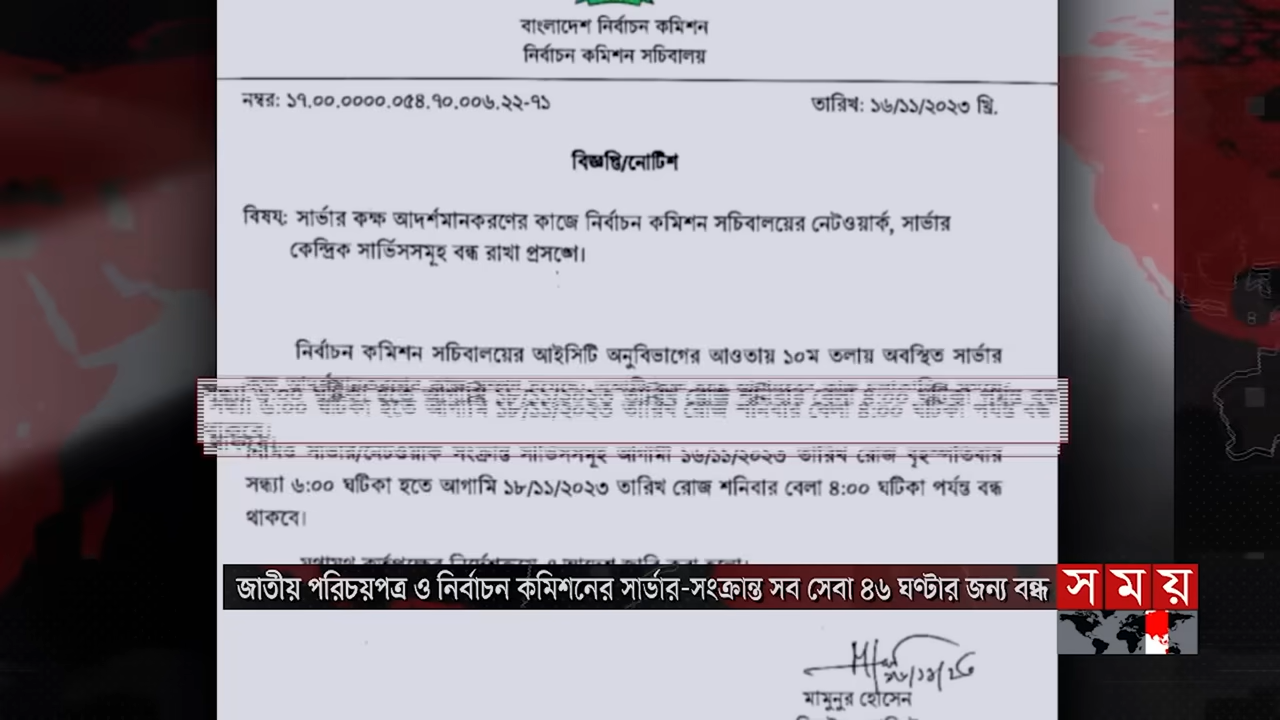 বাংলাদেশ নির্বাচন কমিশন
নির্বাচন কমিশন সচিবালয়
নম্বর: ১৭.০০.০০০০.০৫৪.৭০.০০৬.২২-৭১
তারিখ: ১৬/১১/২০২৩ খ্রি.
বিজ্ঞপ্তি/নোটিশ
বিষয়: সার্ভার কক্ষ আদর্শমানকরণের কাজে নির্বাচন কমিশন সচিবালয়ের নেটওয়ার্ক, সার্ভার
কেন্দ্রিক সার্ভিসসমূহ বন্ধ রাখা প্রসঙ্গে।
নির্বাচন কমিশন সচিবালয়ের আইসিটি অনুবিভাগের আওতায় ১০ম তলায় অবস্থিত সার্ভার
সার্ভার/নেটওয়ার্ক সংক্রান্ত সার্ভিসসমূহ আগামী ১৬/১১/২০২৩ তারিখ রোজ বৃহস্পতিবার
সন্ধ্যা ৬:০০ ঘটিকা হতে আগামি ১৮/১১/২০২৩ তারিখ রোজ শনিবার বেলা ৪:০০ ঘটিকা পর্যন্ত বন্ধ
থাকবে।
জাতীয় পরিচয়পত্র ও নির্বাচন কমিশনের সার্ভার-সংক্রান্ত সব সেবা ৪৬ ঘণ্টার জন্য বন্ধ
সময়
মামুনুর হোসেন